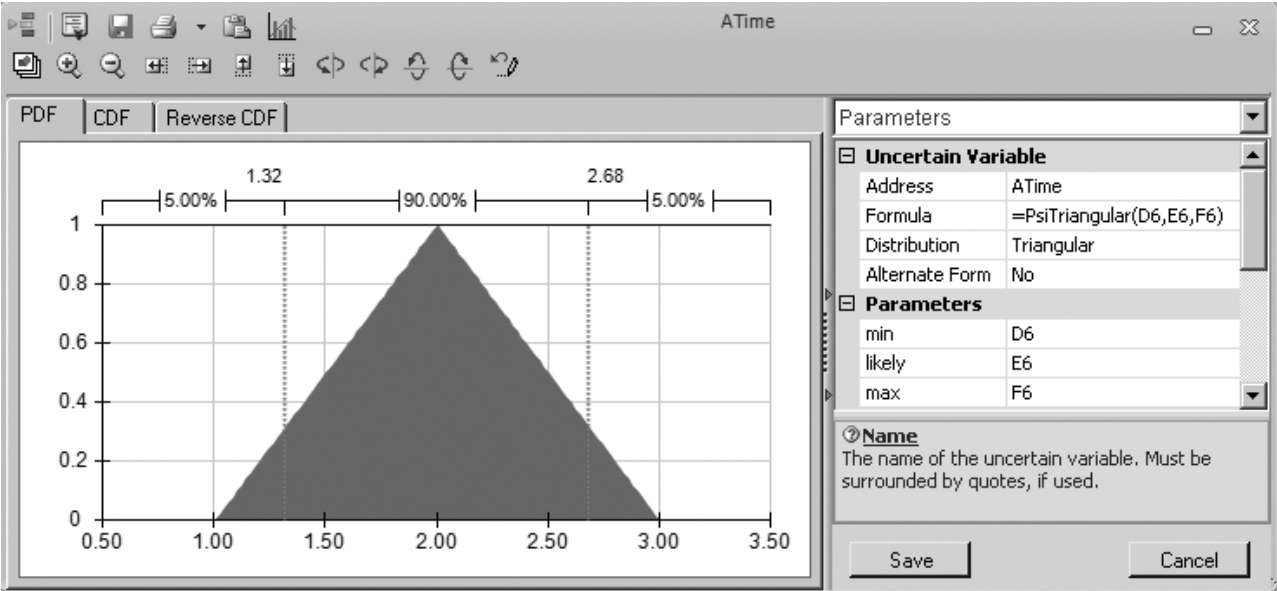 ATime
PDF CDF Reverse CDF
1.32 2.68
5.00% 90.00% 5.00%
1
0.8
0.6
0.4
0.2
0
0.50 1.00 1.50 2.00 2.50 3.00 3.50
Parameters
Uncertain Variable
Address ATime
Formula =PsiTriangular(D6,E6,F6)
Distribution Triangular
Alternate Form No
Parameters
min D6
likely E6
max F6
Name
The name of the uncertain variable. Must be
surrounded by quotes, if used.
Save Cancel